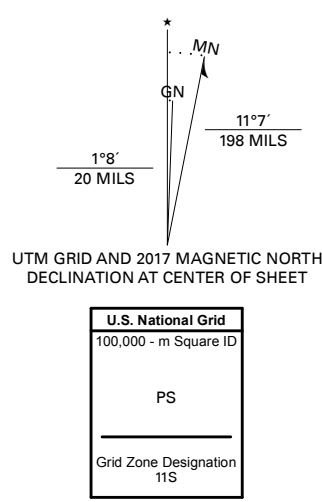 ★
MN
GN
11°7´
198 MILS
1°8´
20 MILS
UTM GRID AND 2017 MAGNETIC NORTH
DECLINATION AT CENTER OF SHEET
U.S. National Grid
100,000 - m Square ID
PS
Grid Zone Designation
11S